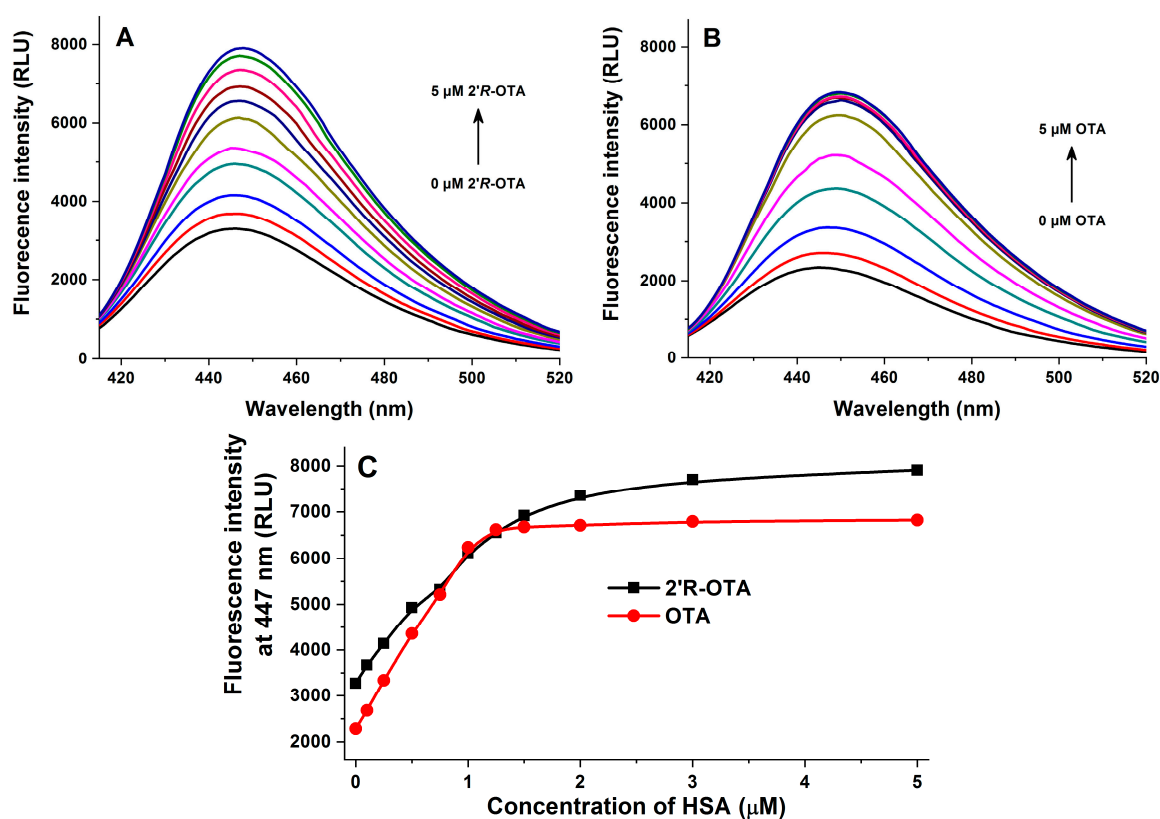 A
Fluorescence intensity (RLU)
8000
6000
4000
2000
0
5 µM 2'R-OTA
0 µM 2'R-OTA
420 440 460 480 500 520
Wavelength (nm)
B
Fluorescence intensity (RLU)
8000
6000
4000
2000
0
5 µM OTA
0 µM OTA
420 440 460 480 500 520
Wavelength (nm)
C
Fluorescence intensity
at 447 nm (RLU)
8000
7000
6000
5000
4000
3000
2000
2'R-OTA
OTA
0 1 2 3 4 5
Concentration of HSA (µM)